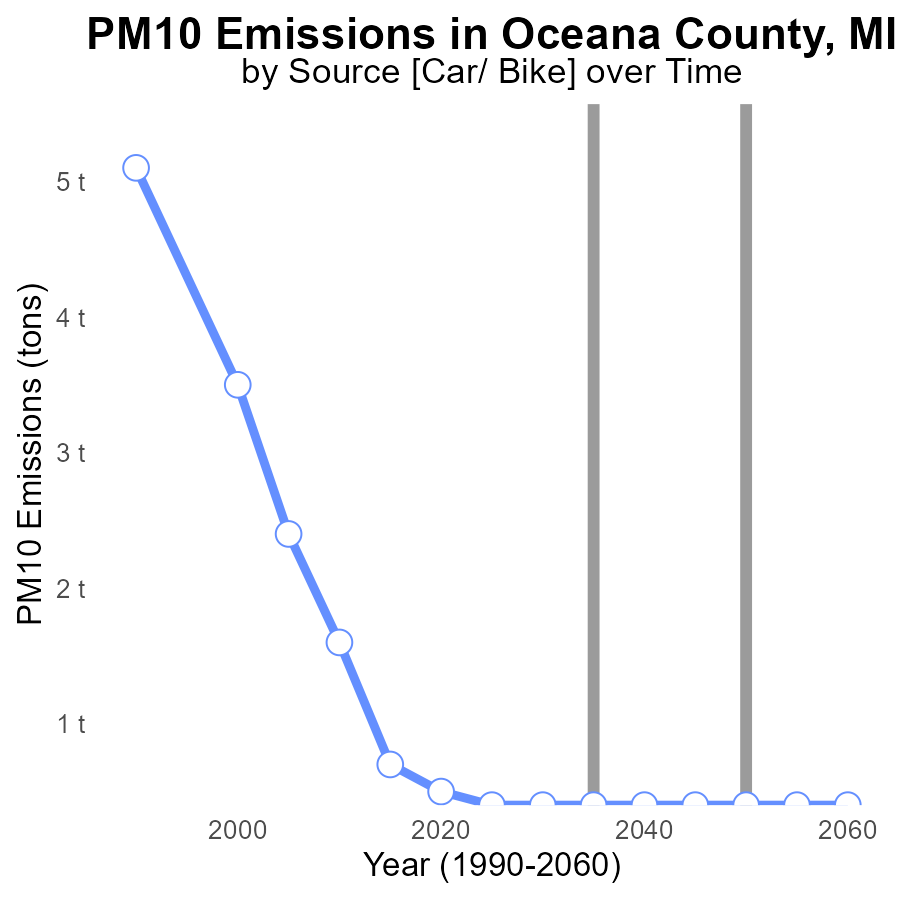 PM10 Emissions in Oceana County, MI
by Source [Car/ Bike] over Time
PM10 Emissions (tons)
5 t
4 t
3 t
2 t
1 t
2000 2020 2040 2060
Year (1990-2060)